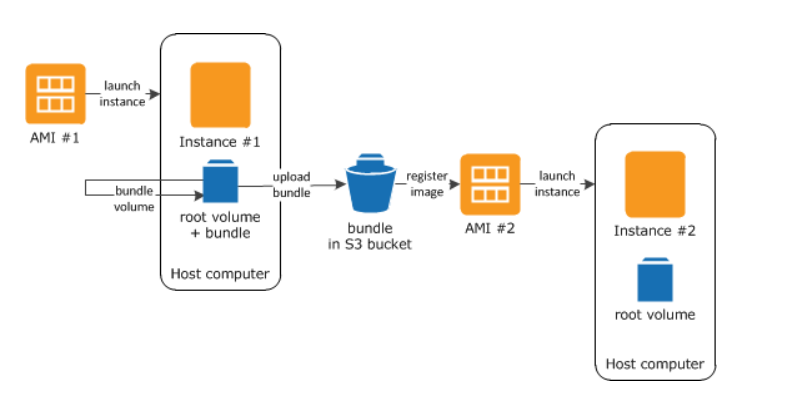 launch
instance
AMI #1
Instance #1
bundle
volume
root volume
+ bundle
Host computer
upload
bundle
bundle
in S3 bucket
register
image
AMI #2
launch
instance
Instance #2
root volume
Host computer